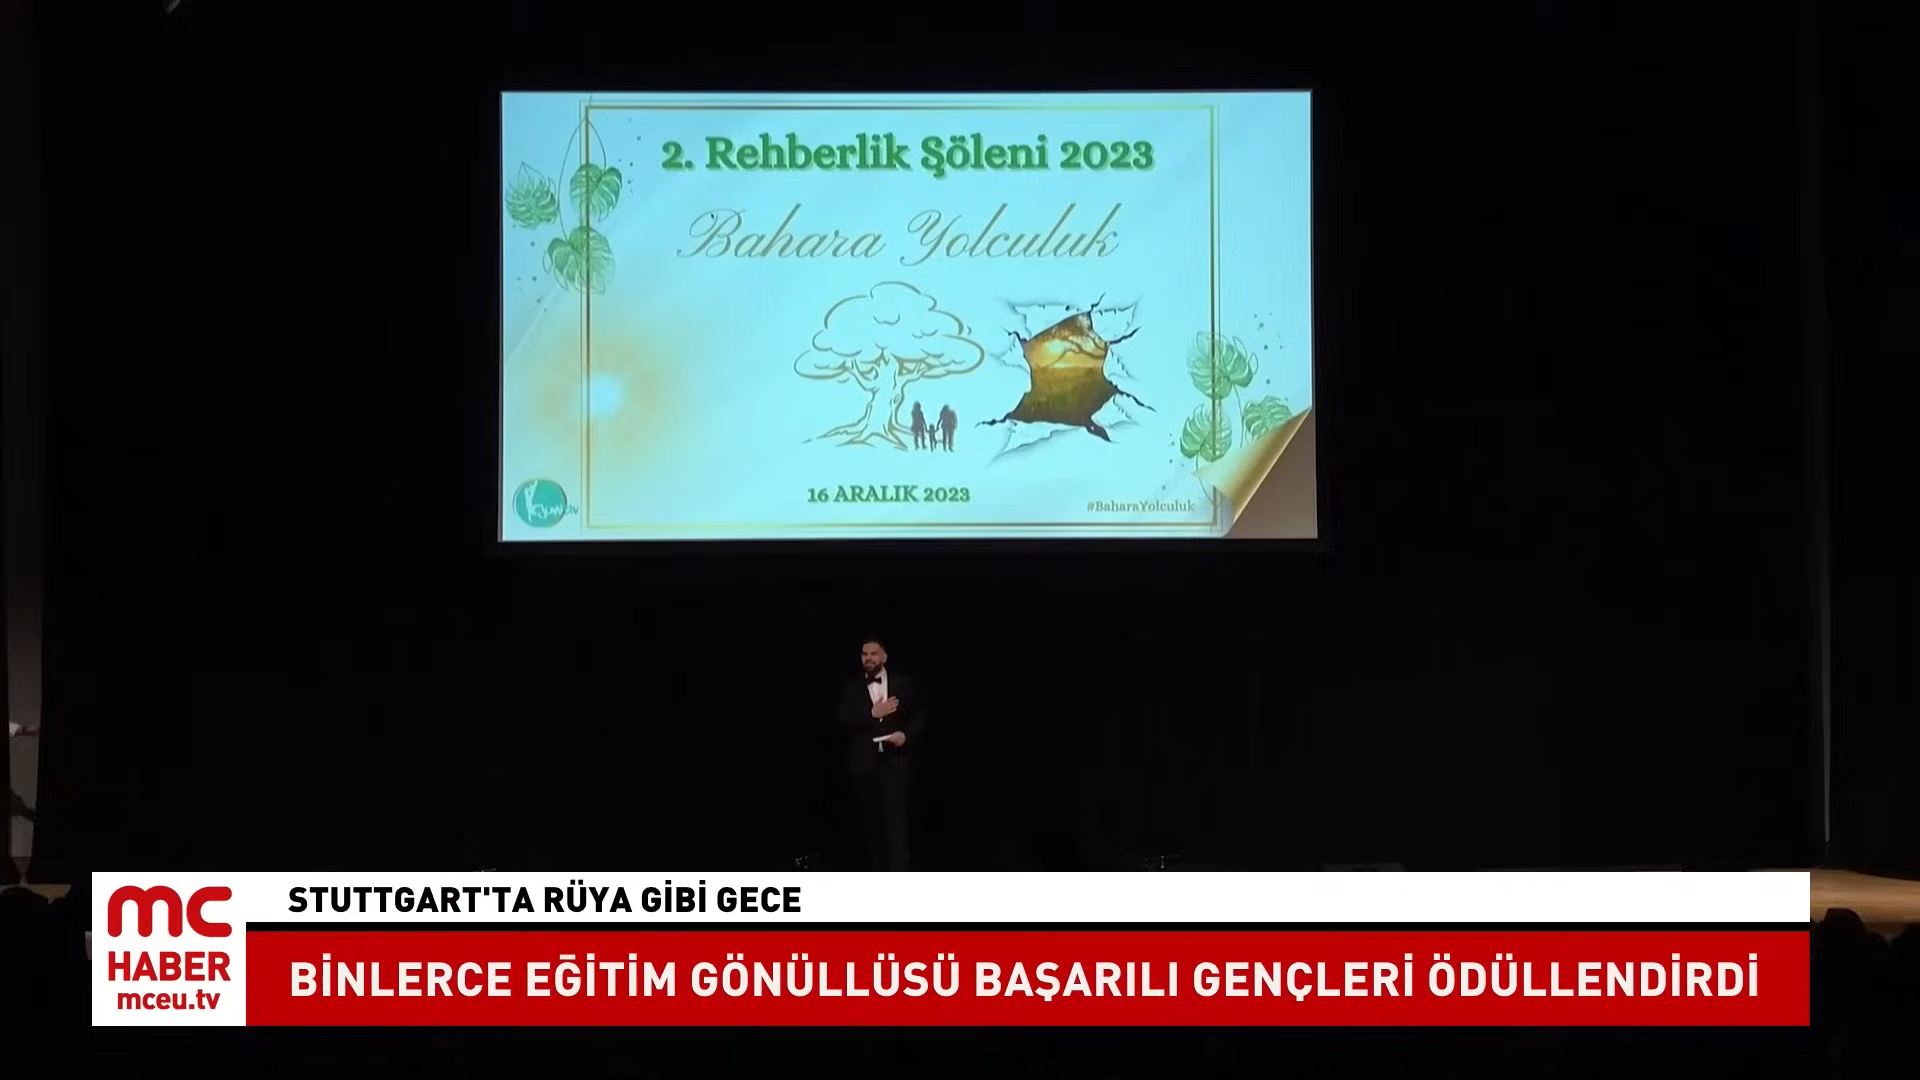 2. Rehberlik Şöleni 2023
Bahara Yolculuk
16 ARALIK 2023
#BaharaYolculuk
STUTTGART'TA RÜYA GİBİ GECE
mc
HABER
mceu.tv
BİNLERCE EĞİTİM GÖNÜLLÜSÜ BAŞARILI GENÇLERİ ÖDÜLLENDİRDİ